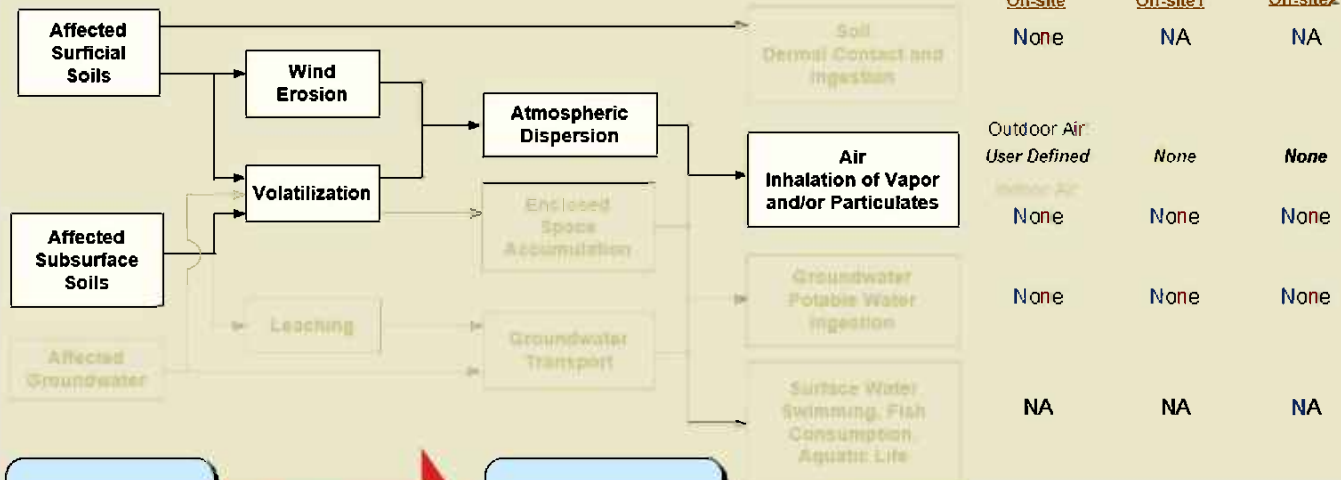 On-site
Off-site1
Off-site2
Affected
Surficial
Soils
Soil
Dermal Contact and
Ingestion
None
NA
NA
Wind
Erosion
Atmospheric
Dispersion
Air
Inhalation of Vapor
and/or Particulates
Outdoor Air
User Defined
None
None
Indoor Air
None
None
None
Volatilization
Enclosed
Space
Accumulation
Affected
Subsurface
Soils
Groundwater
Potable Water
Ingestion
None
None
None
Leaching
Groundwater
Transport
Affected
Groundwater
Surface Water
Swimming, Fish
Consumption,
Aquatic Life
NA
NA
NA